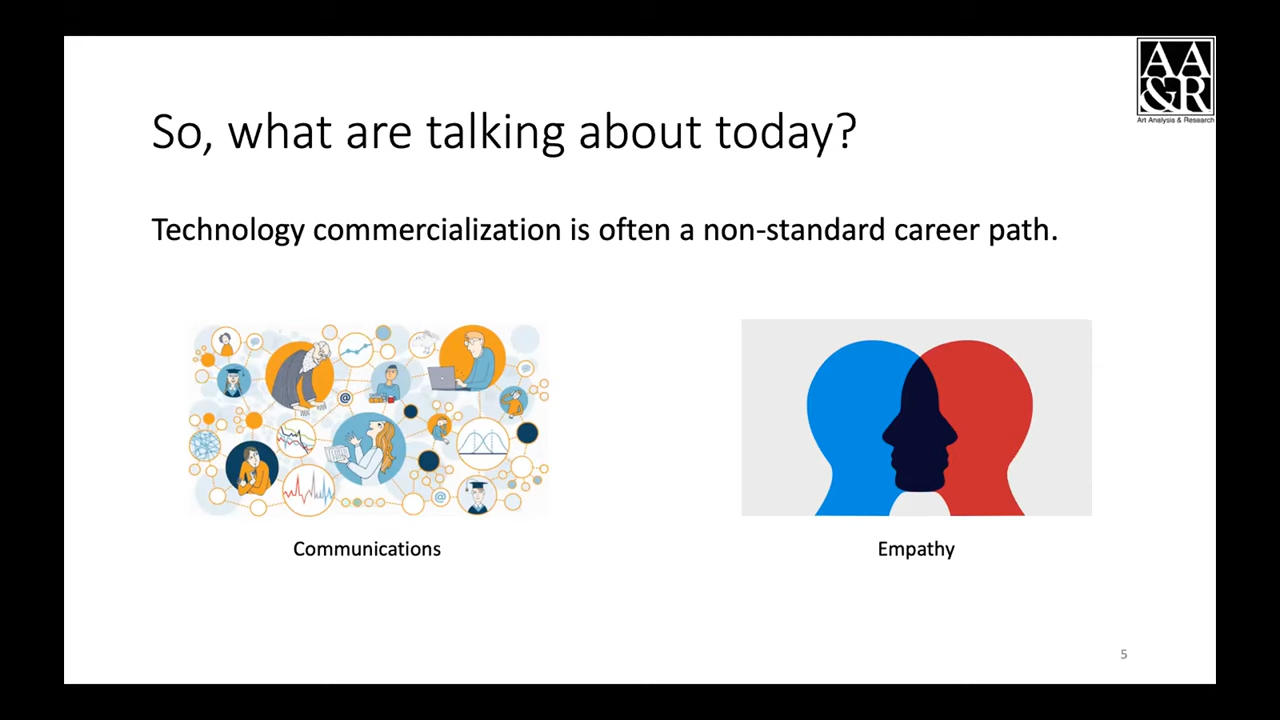 AA
&R
Art Analysis & Research
So, what are talking about today?
Technology commercialization is often a non-standard career path.
@
@
Communications
Empathy
5